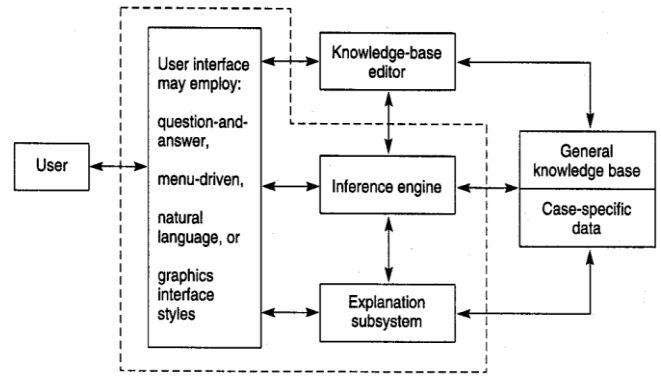 User
User interface
may employ:
question-and-
answer,
menu-driven,
natural
language, or
graphics
interface
styles
Knowledge-base
editor
Inference engine
Explanation
subsystem
General
knowledge base
Case-specific
data